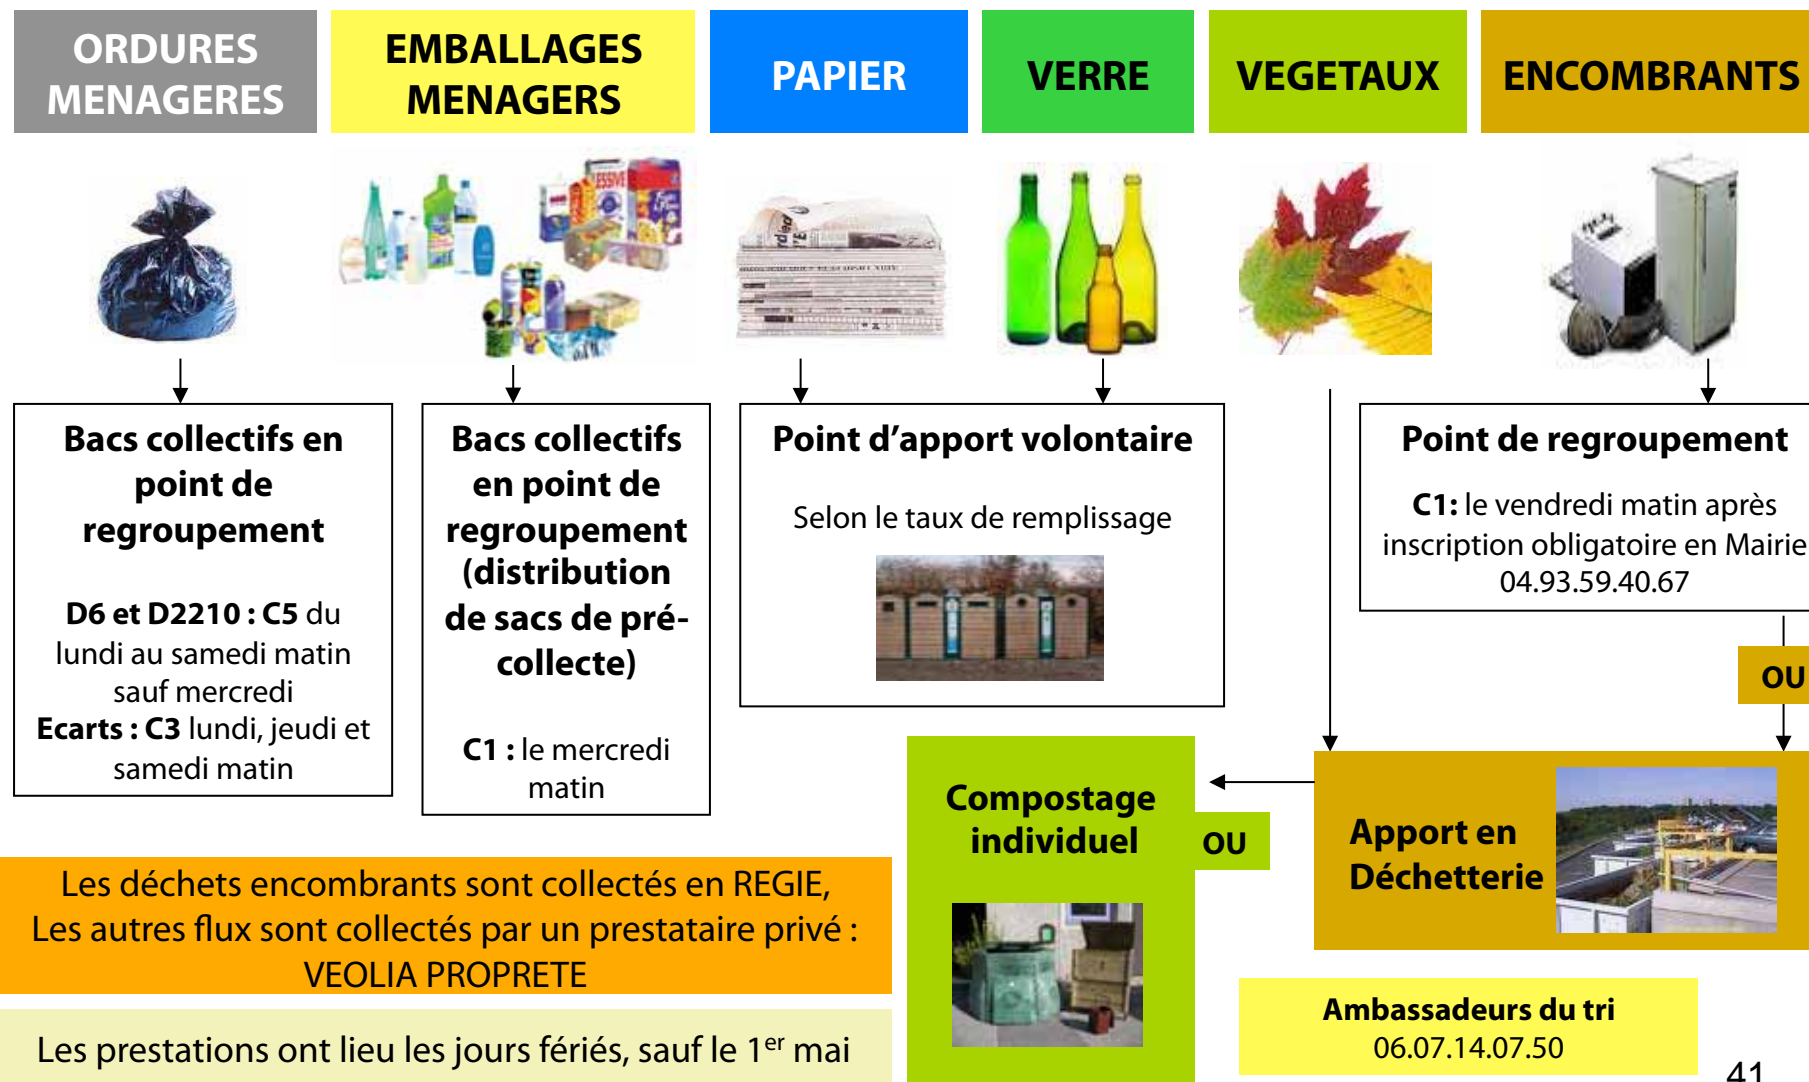 ORDURES
MENAGERES
EMBALLAGES
MENAGERS
PAPIER
VERRE
VEGETAUX
ENCOMBRANTS
ESSIVE
Bacs collectifs en
point de
regroupement
D6 et D2210 : C5 du
lundi au samedi matin
sauf mercredi
Ecarts : C3 lundi, jeudi et
samedi matin
Bacs collectifs
en point de
regroupement
(distribution
de sacs de pré-
collecte)
C1 : le mercredi
matin
Point d’apport volontaire
Selon le taux de remplissage
Point de regroupement
C1: le vendredi matin après
inscription obligatoire en Mairie
04.93.59.40.67
OU
Compostage
individuel
OU
Apport en
Déchetterie
Les déchets encombrants sont collectés en REGIE,
Les autres flux sont collectés par un prestataire privé :
VEOLIA PROPRETE
Les prestations ont lieu les jours fériés, sauf le 1er mai
Ambassadeurs du tri
06.07.14.07.50
41